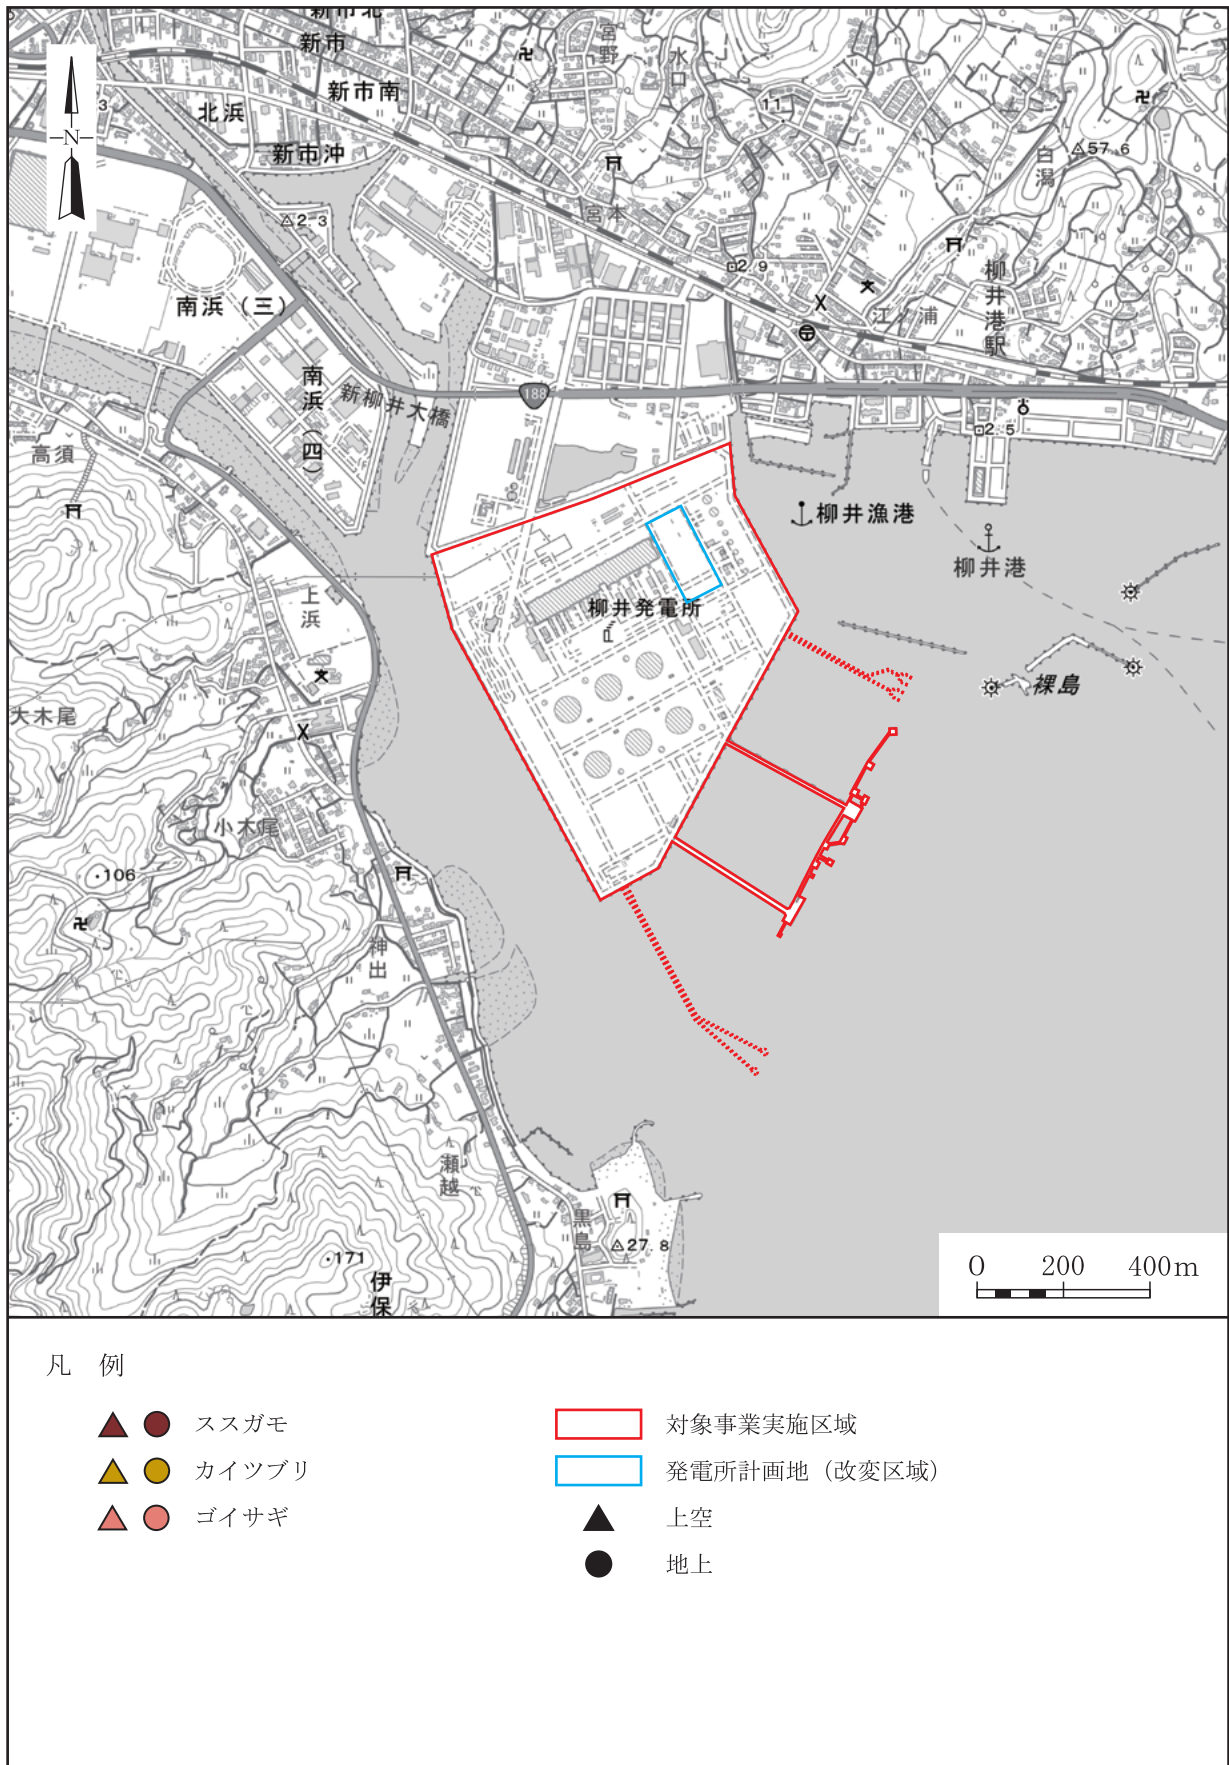 新市北
新市
新市南
北浜
新市沖
宮野
水口
11
3
N
白潟
57.6
宮本
2.3
2.9
南浜(三)
江ノ浦
柳井港駅
南浜(四)
新柳井大橋
188
2.5
高須
柳井漁港
柳井港
上浜
柳井発電所
裸島
大木尾
小木尾
106
神出
瀬越
黒島
27.8
171
伊保
0 200 400m
凡 例
ススガモ
カイツブリ
ゴイサギ
対象事業実施区域
発電所計画地(改変区域)
上空
地上